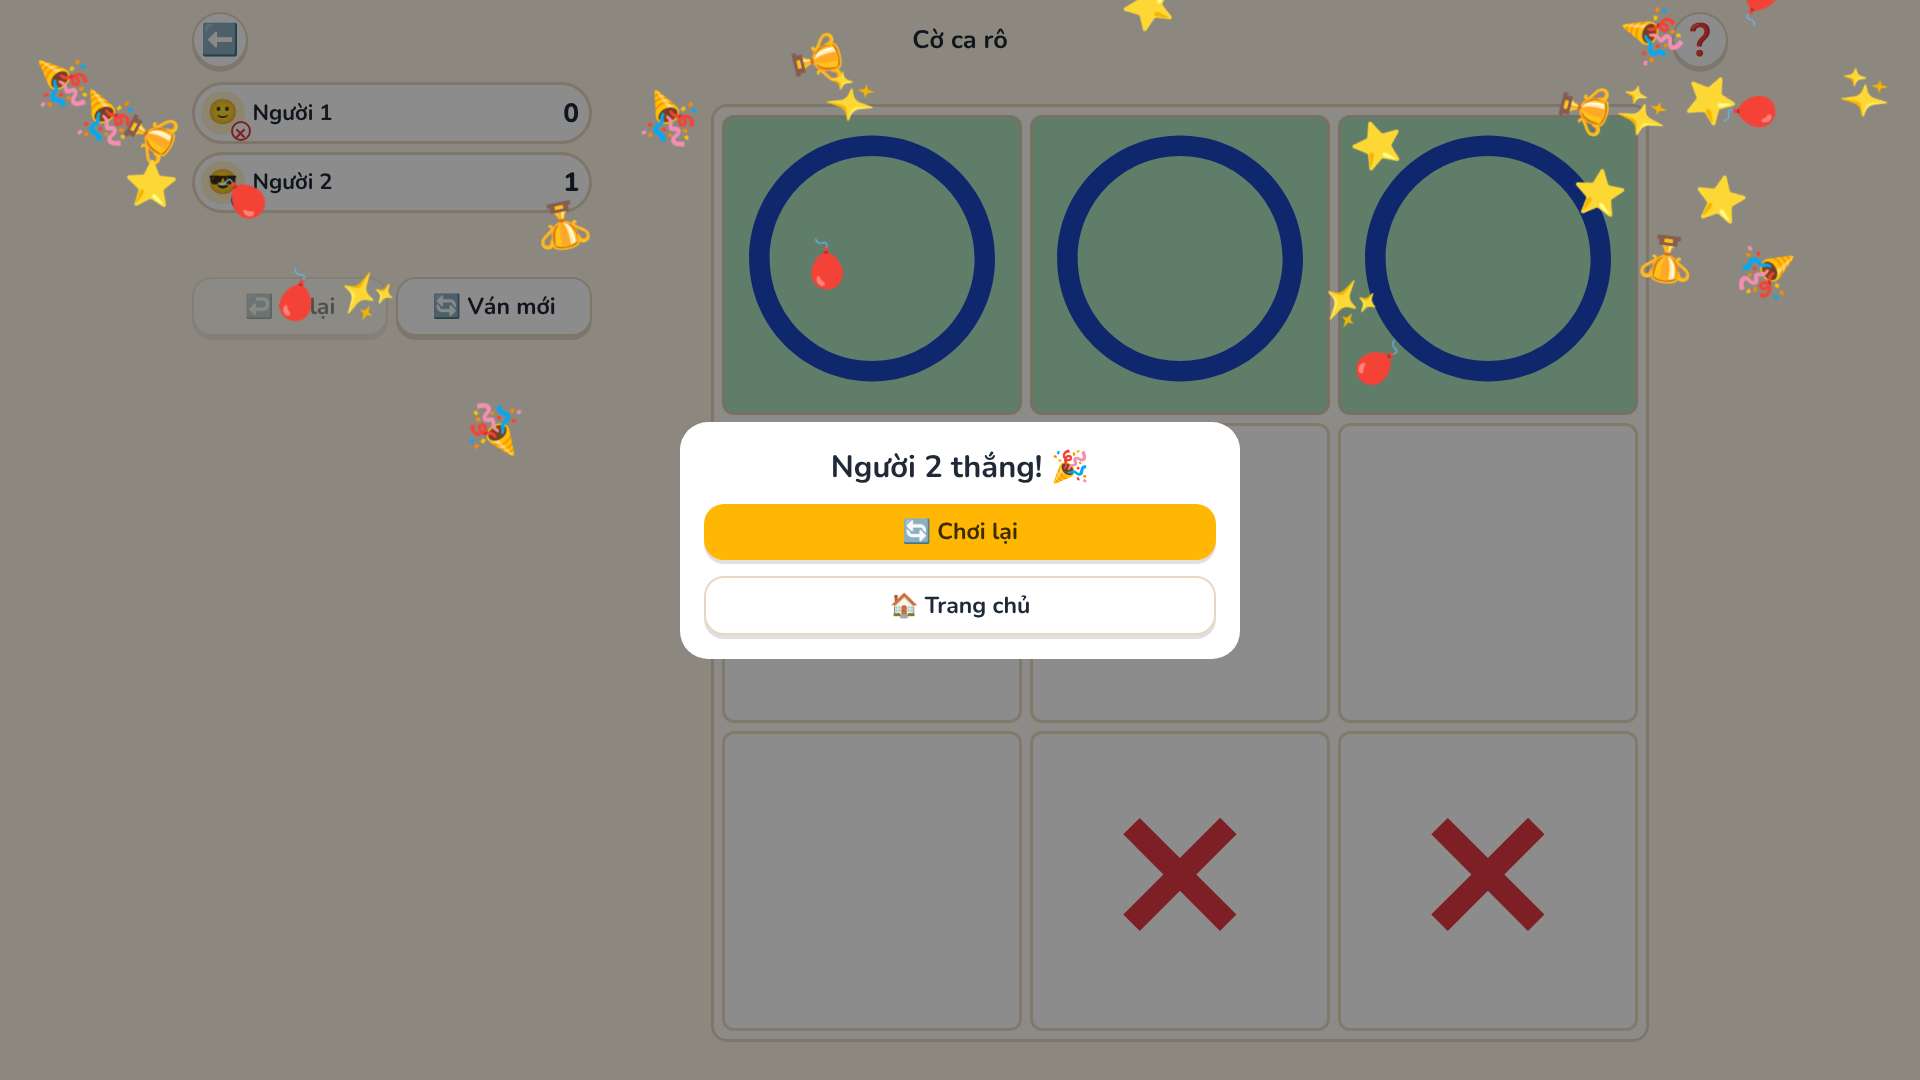 Cờ ca rô
Người 1 0
Người 2 1
lại
Ván mới
Người 2 thắng!
Chơi lại
Trang chủ